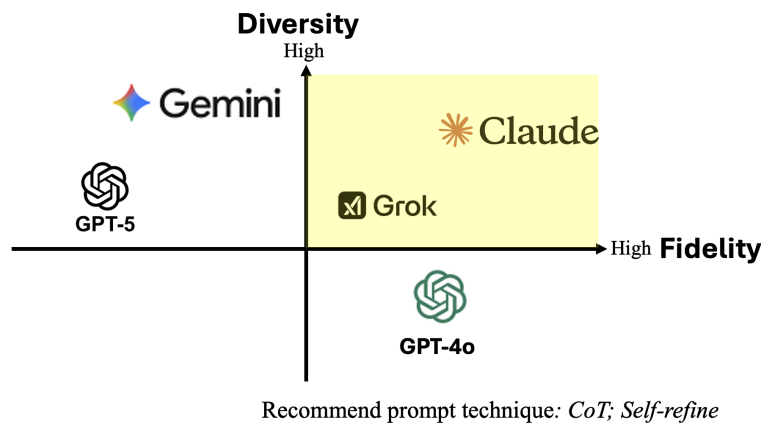 Diversity
High
Gemini
Claude
GPT-5
Grok
High Fidelity
GPT-4o
Recommend prompt technique: CoT; Self-refine